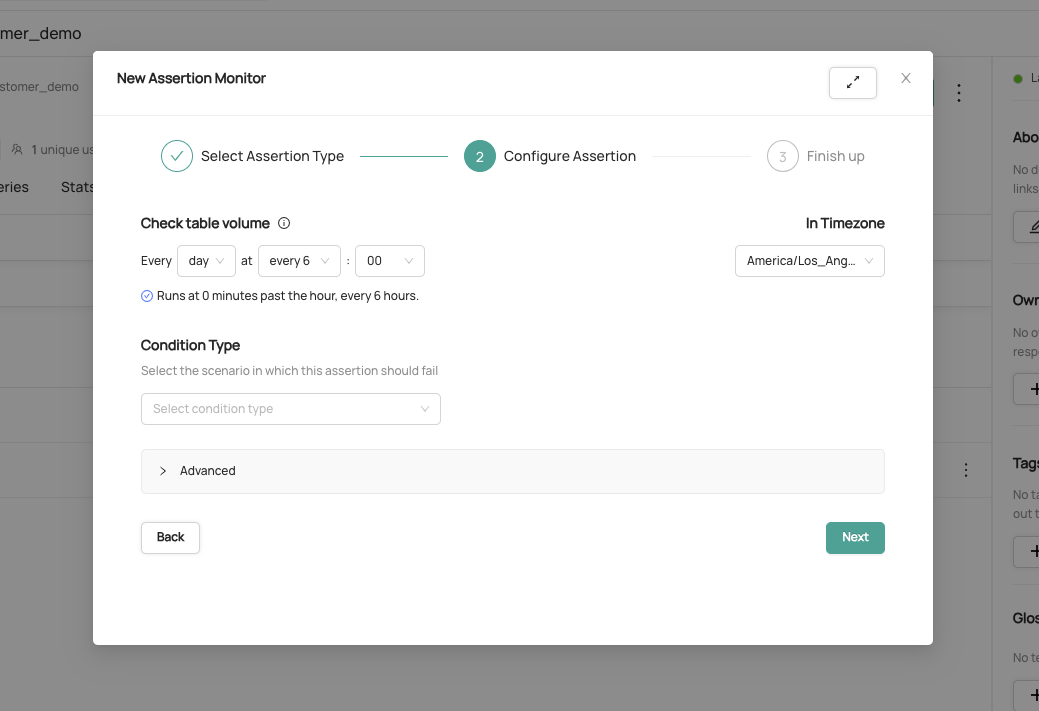 mer_demo
New Assertion Monitor
stomer_demo
1 unique us
eries Stats
Select Assertion Type
2 Configure Assertion
3 Finish up
Check table volume
In Timezone
Every day at every 6 : 00
America/Los_Ang...
Runs at 0 minutes past the hour, every 6 hours.
Condition Type
Select the scenario in which this assertion should fail
Select condition type
Advanced
Back
Next
La
Abo
No d
links
Own
No o
resp
Tags
No ta
out t
Glos
No te